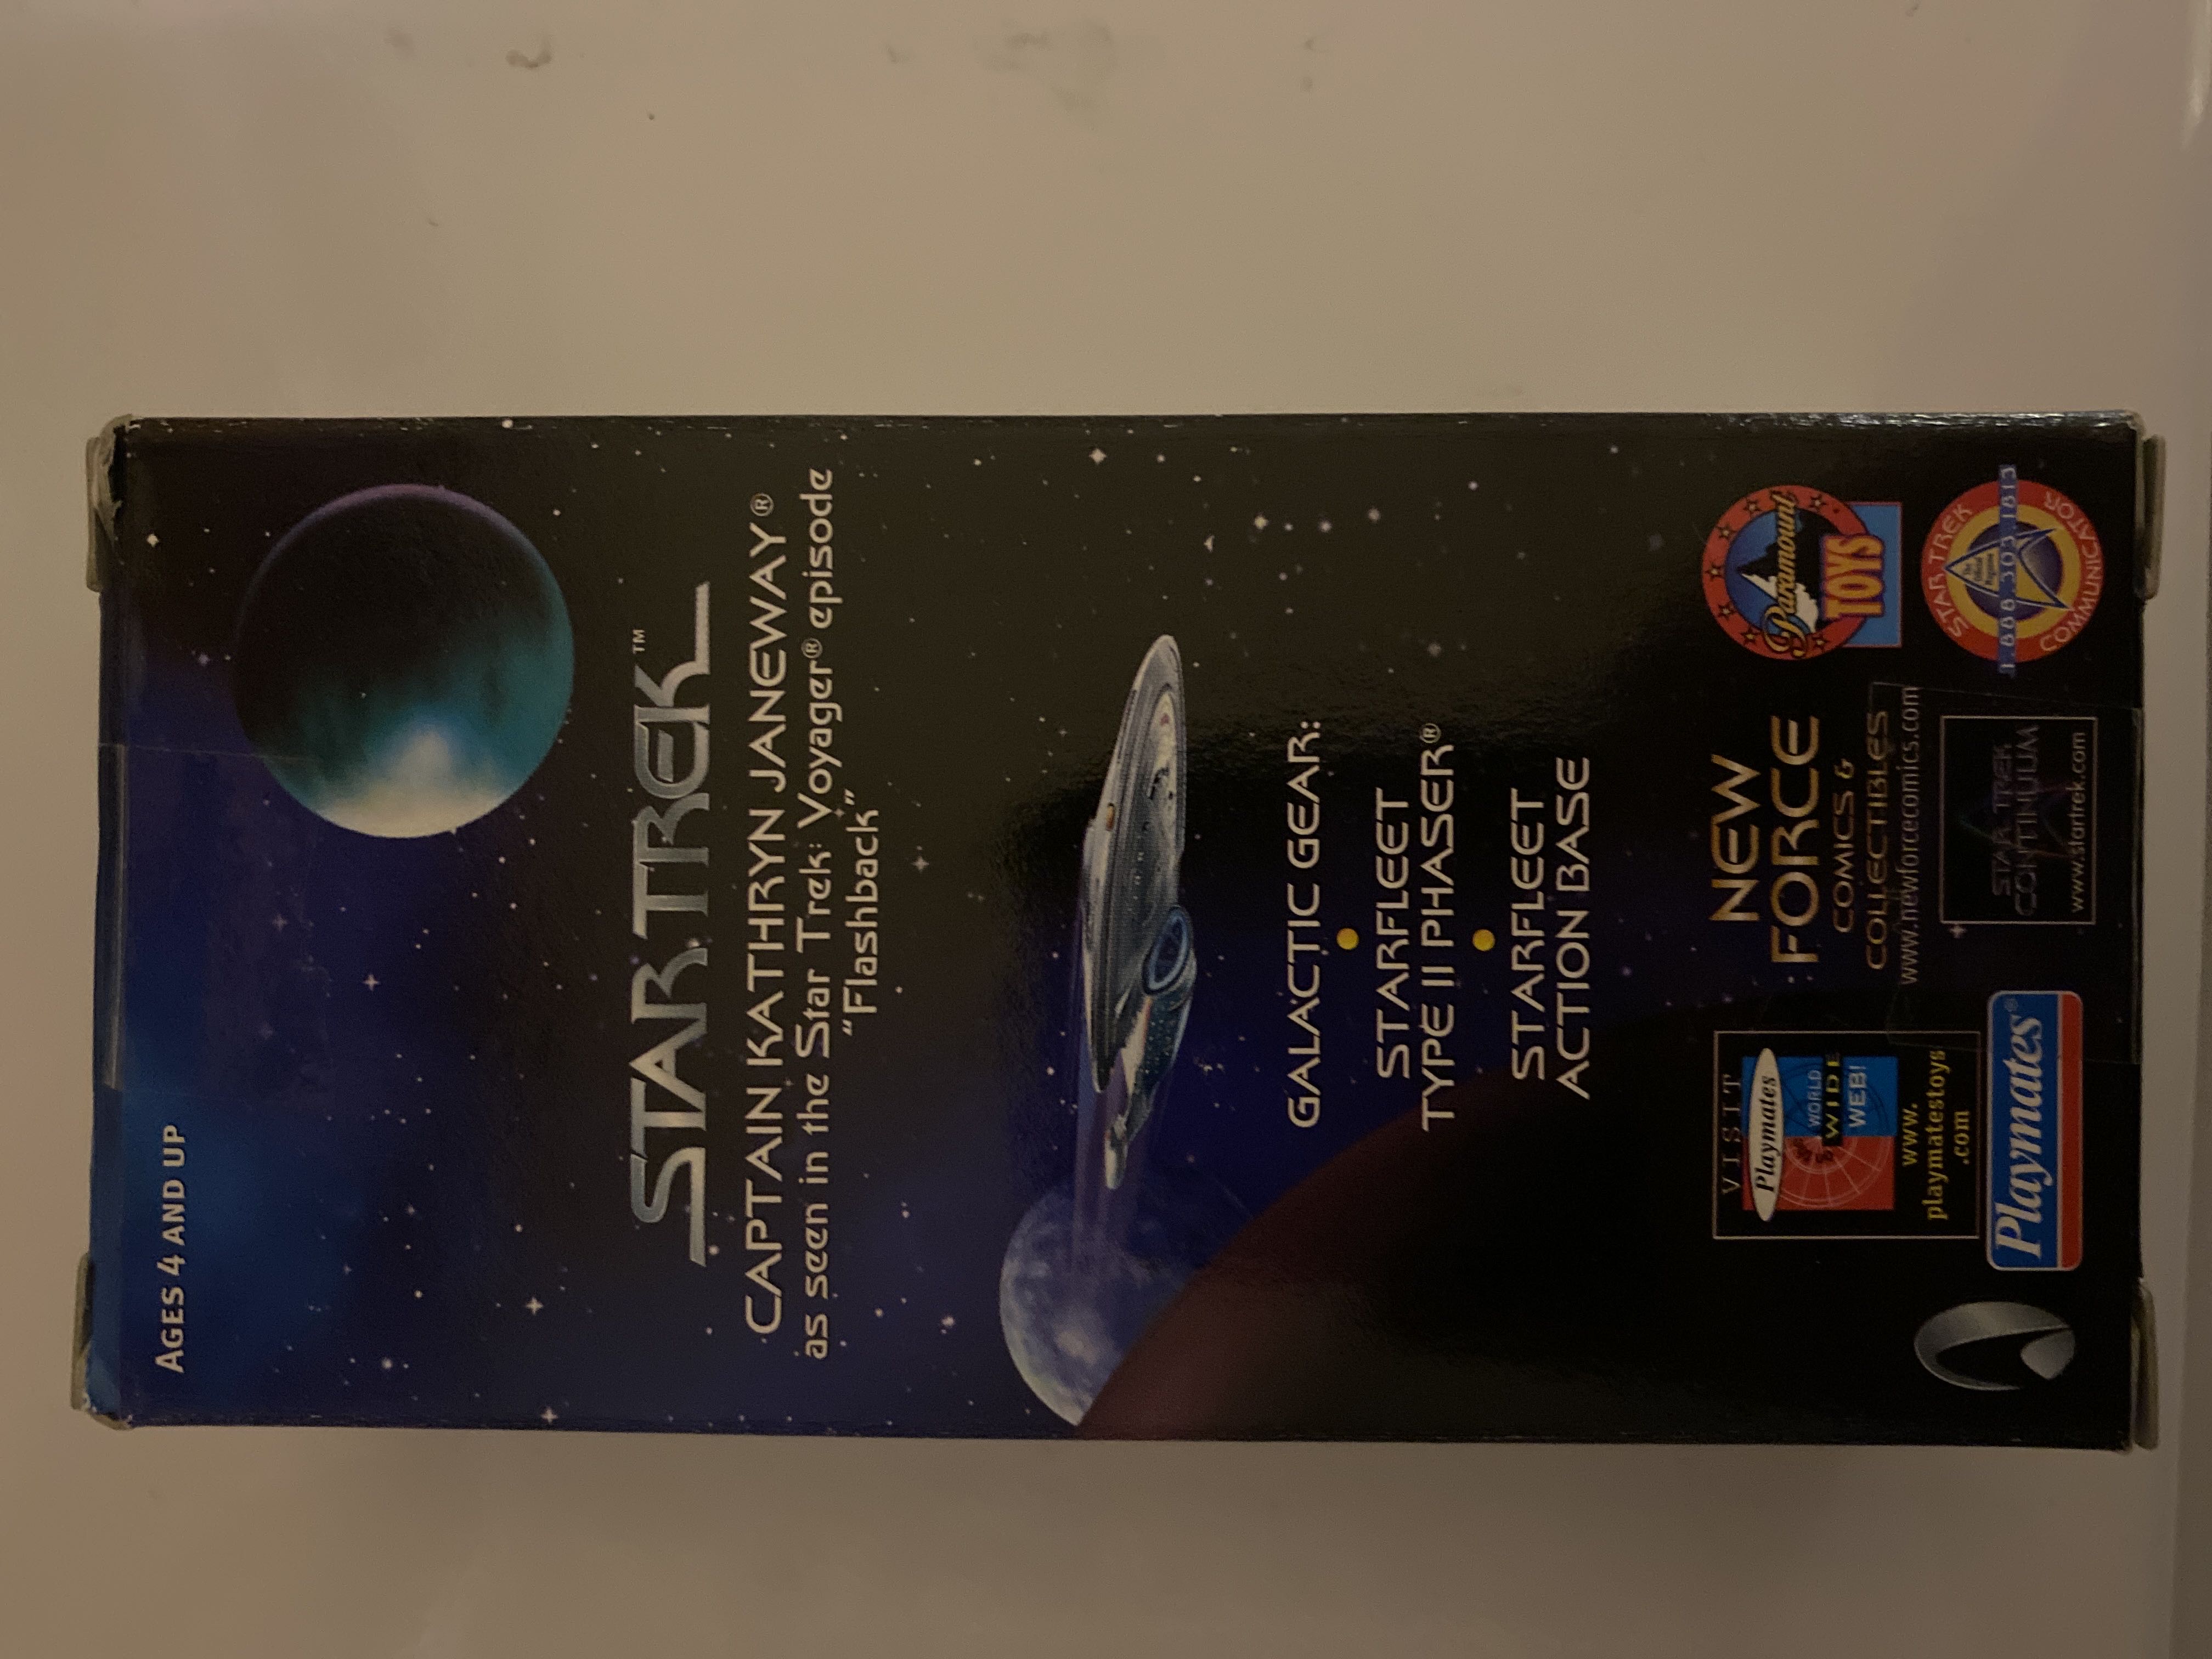 AGES 4 AND UP
STAR TREK™
CAPTAIN KATHRYN JANEWAY®
as seen in the Star Trek: Voyager® episode
"Flashback"
GALACTIC GEAR:
STARFLEET
TYPE II PHASER®
STARFLEET
ACTION BASE
VISIT
Playmates
WORLD
WIDE
WEB!
www.
playmatestoys
.com
NEW
FORCE
COMICS &
COLLECTIBLES
www.newforcecomics.com
Paramount
TOYS
Playmates®
STAR TREK
CONTINUUM
www.startrek.com
STAR TREK
1.888.303.1813
COMMUNICATOR